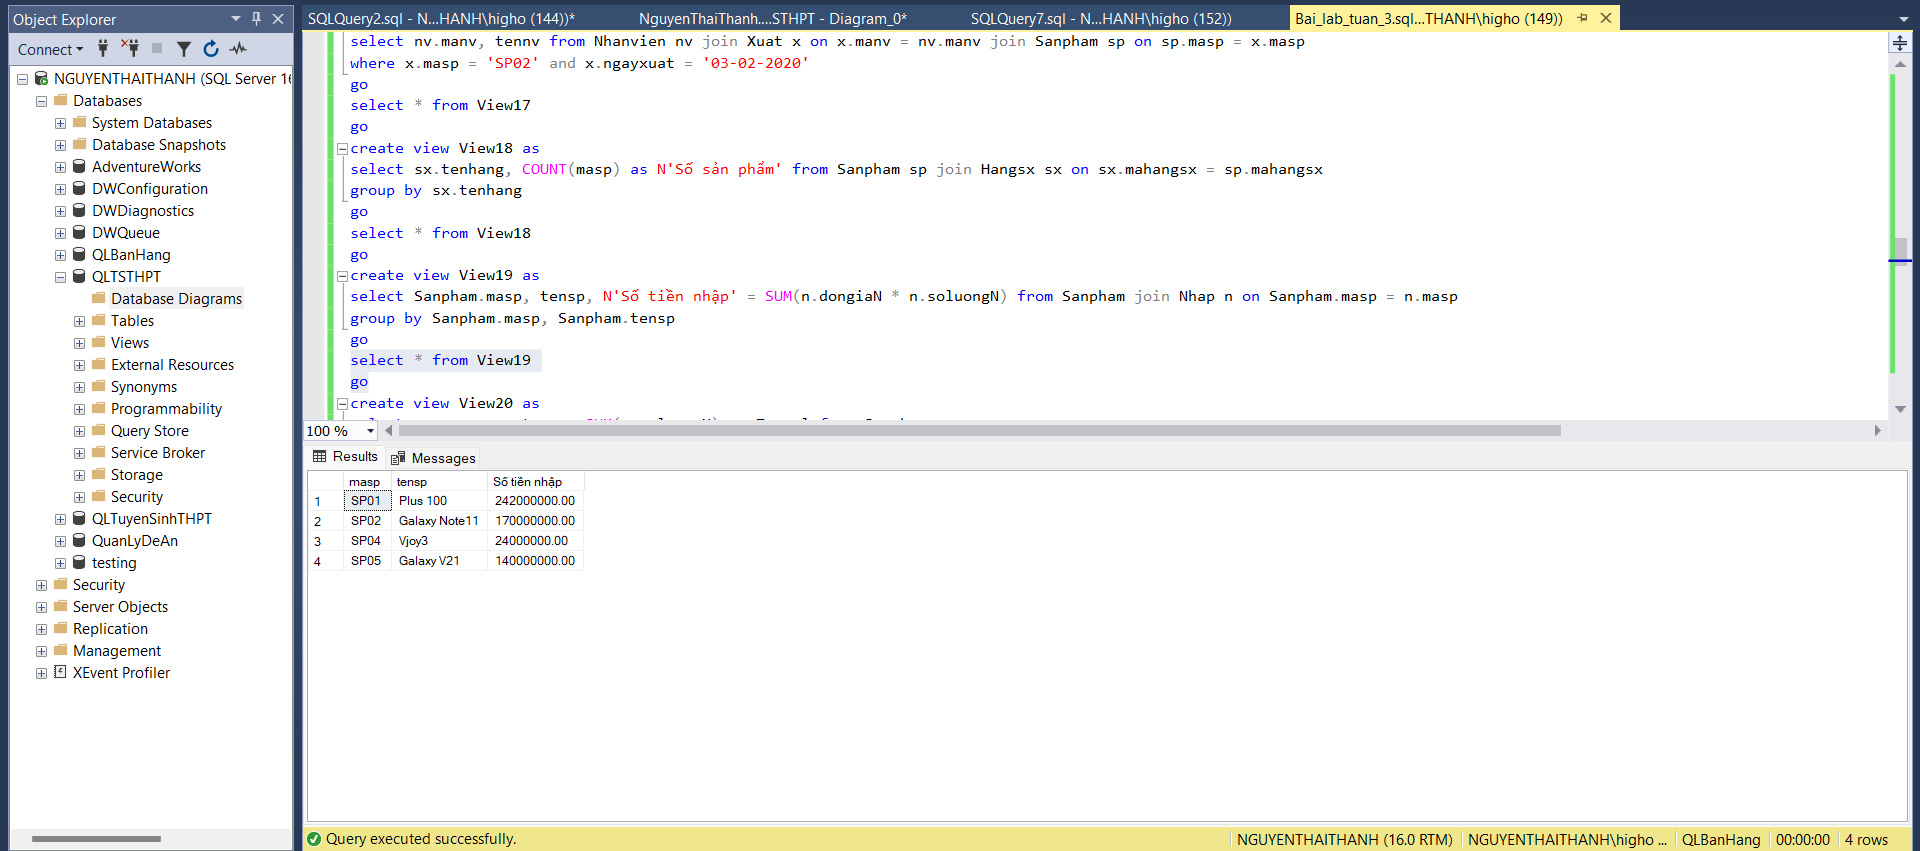 Object Explorer
Connect
NGUYENTHAITHANH (SQL Server 16
Databases
System Databases
Database Snapshots
AdventureWorks
DWConfiguration
DWDiagnostics
DWQueue
QLBanHang
QLTSTHPT
Database Diagrams
Tables
Views
External Resources
Synonyms
Programmability
Query Store
Service Broker
Storage
Security
QLTuyenSinhTHPT
QuanLyDeAn
testing
Security
Server Objects
Replication
Management
XEvent Profiler
SQLQuery2.sql - N...HANH\higho (144))*
NguyenThaiThanh....STHPT - Diagram_0*
SQLQuery7.sql - N...HANH\higho (152))
Bai_lab_tuan_3.sql...THANH\higho (149))
select nv.manv, tennv from Nhanvien nv join Xuat x on x.manv = nv.manv join Sanpham sp on sp.masp = x.masp
where x.masp = 'SP02' and x.ngayxuat = '03-02-2020'
go
select * from View17
go
create view View18 as
select sx.tenhang, COUNT(masp) as N'Số sản phẩm' from Sanpham sp join Hangsx sx on sx.mahangsx = sp.mahangsx
group by sx.tenhang
go
select * from View18
go
create view View19 as
select Sanpham.masp, tensp, N'Số tiền nhập' = SUM(n.dongiaN * n.soluongN) from Sanpham join Nhap n on Sanpham.masp = n.masp
group by Sanpham.masp, Sanpham.tensp
go
select * from View19
go
create view View20 as
100 %
Results Messages
masp tensp Số tiền nhập
1 SP01 Plus 100 242000000.00
2 SP02 Galaxy Note11 170000000.00
3 SP04 Vjoy3 24000000.00
4 SP05 Galaxy V21 140000000.00
Query executed successfully.
NGUYENTHAITHANH (16.0 RTM) NGUYENTHAITHANH\higho ... QLBanHang 00:00:00 4 rows